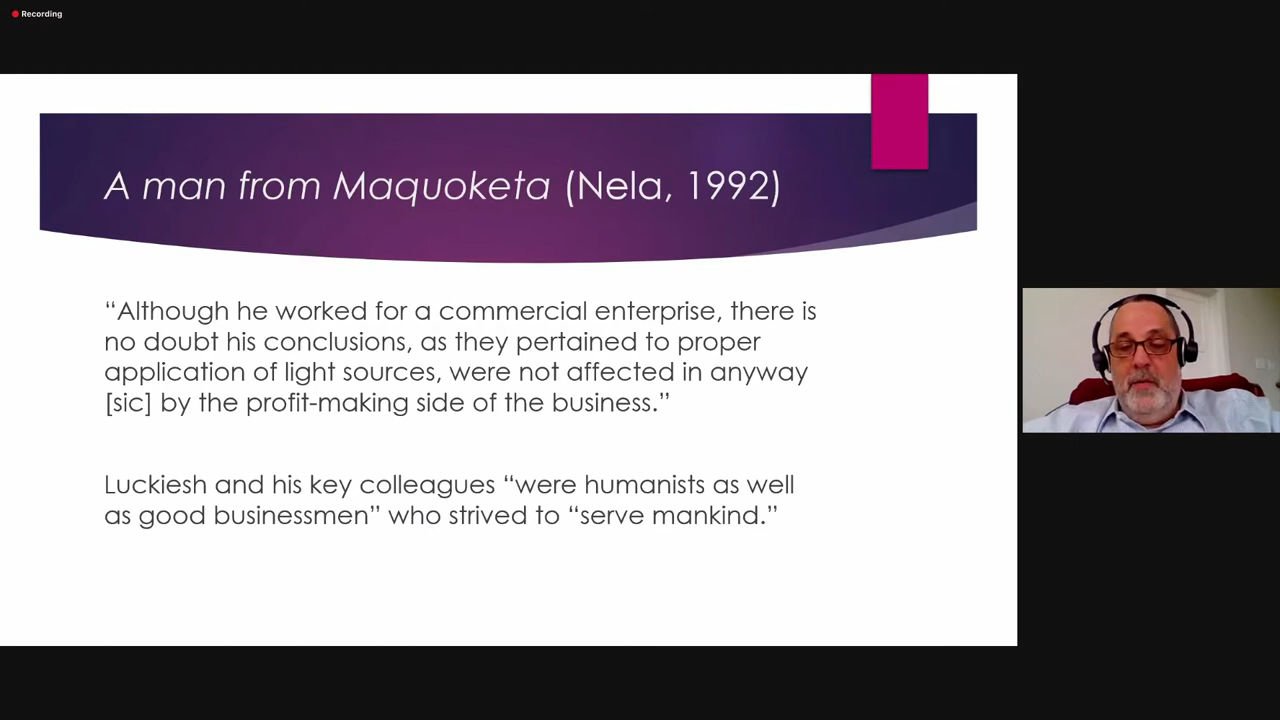 Recording
A man from Maquoketa (Nela, 1992)
“Although he worked for a commercial enterprise, there is
no doubt his conclusions, as they pertained to proper
application of light sources, were not affected in anyway
[sic] by the profit-making side of the business.”
Luckiesh and his key colleagues “were humanists as well
as good businessmen” who strived to “serve mankind.”